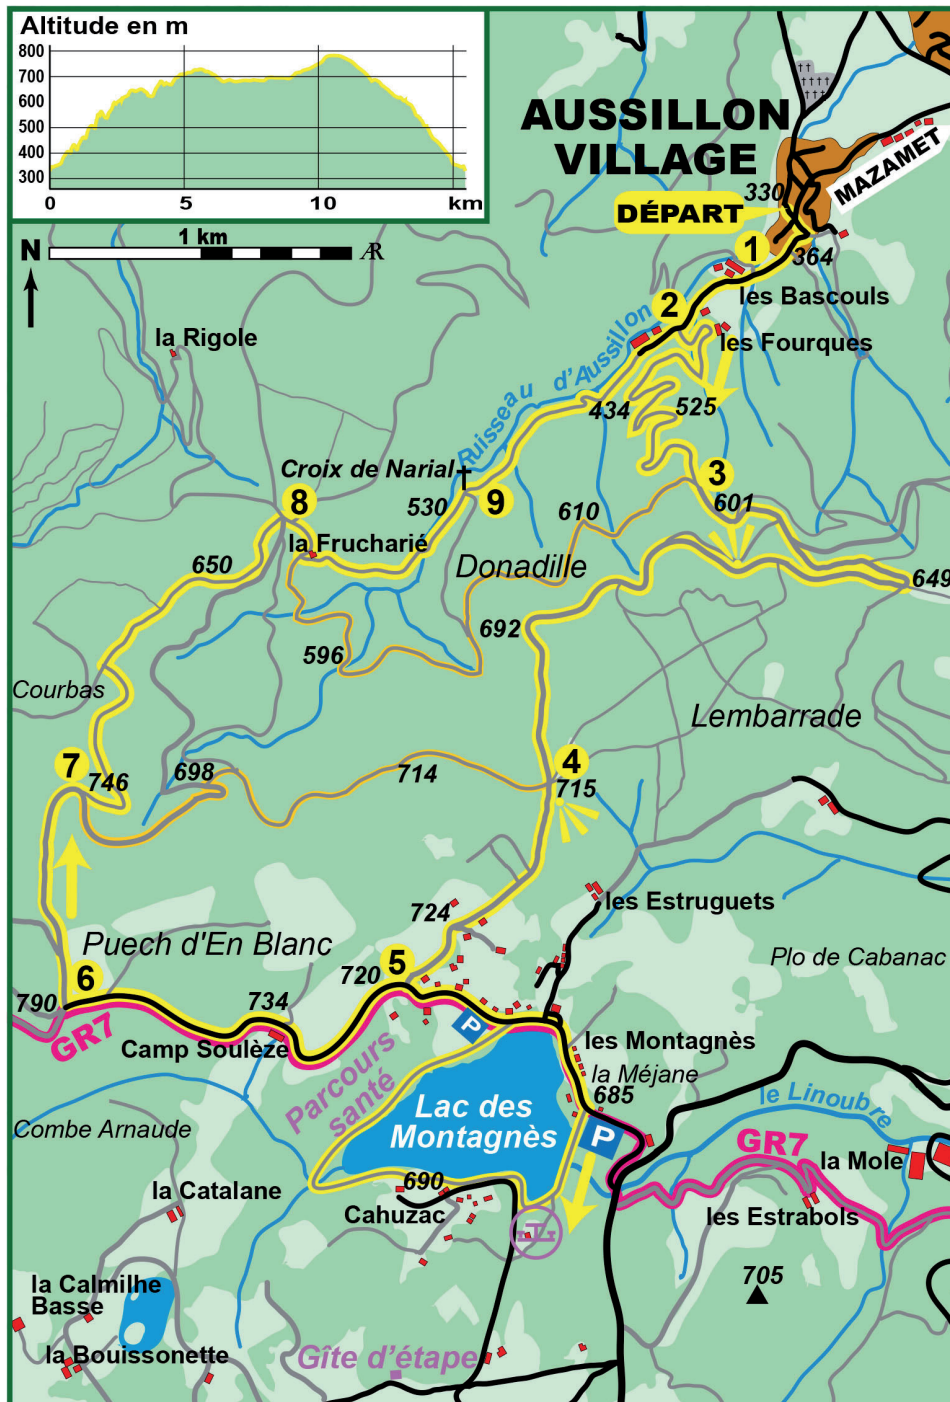 Altitude en m
800
700
600
500
400
300
0
5
10
km
AUSSILLON
VILLAGE
MAZAMET
330
DÉPART
1 km
N
1
364
les Bascouls
2
la Rigole
les Fourques
Ruisseau d'Aussillon
434
525
Croix de Narial
3
8
9
530
610
601
la Frucharié
650
Donadille
649
692
596
Courbas
Lembarrade
7
4
746
698
714
715
les Estruguets
724
Puech d'En Blanc
Plo de Cabanac
5
6
720
790
734
GR7
P
Camp Soulèze
les Montagnès
Parcours
santé
la Méjane
685
le Linoubre
Lac des
Montagnès
P
Combe Arnaude
GR7
la Mole
690
la Catalane
Cahuzac
les Estrabols
la Calmilhe
Basse
705
la Bouissonette
Gîte d'étape